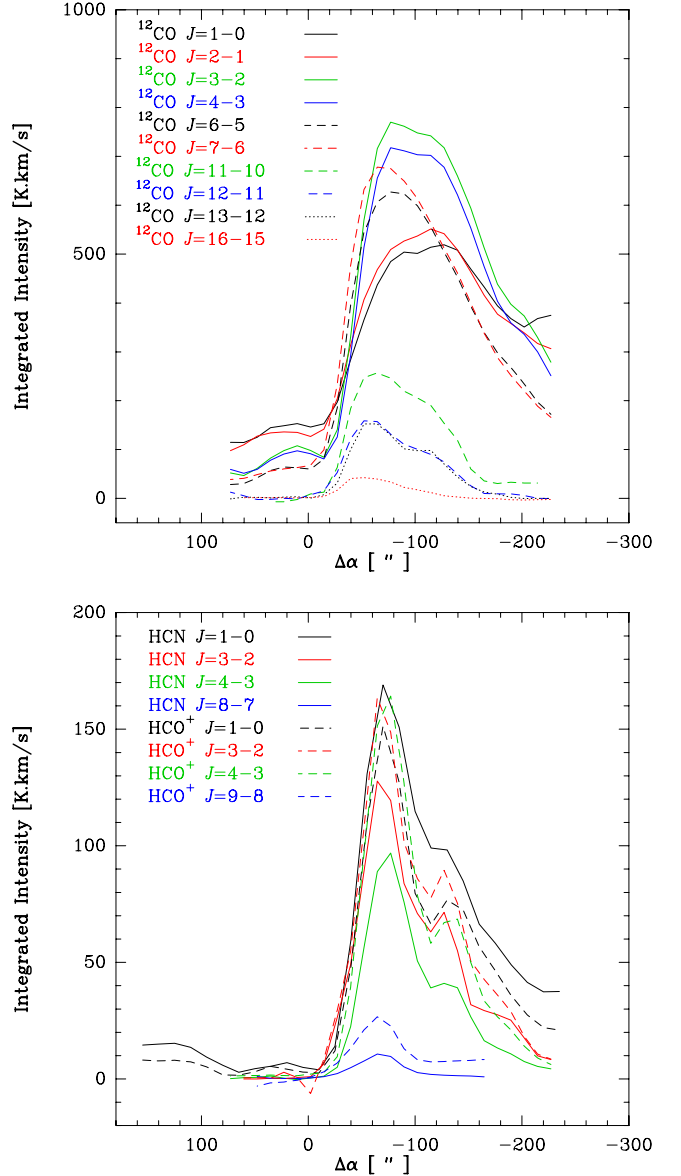 1000
¹²CO J=1−0
¹²CO J=2−1
¹²CO J=3−2
¹²CO J=4−3
¹²CO J=6−5
¹²CO J=7−6
¹²CO J=11−10
¹²CO J=12−11
¹²CO J=13−12
¹²CO J=16−15
500
0
Integrated Intensity [K.km/s]
100 0 −100 −200 −300
Δα [ ″ ]
200
HCN J=1−0
HCN J=3−2
HCN J=4−3
HCN J=8−7
HCO⁺ J=1−0
HCO⁺ J=3−2
HCO⁺ J=4−3
HCO⁺ J=9−8
150
100
50
0
Integrated Intensity [K.km/s]
100 0 −100 −200 −300
Δα [ ″ ]